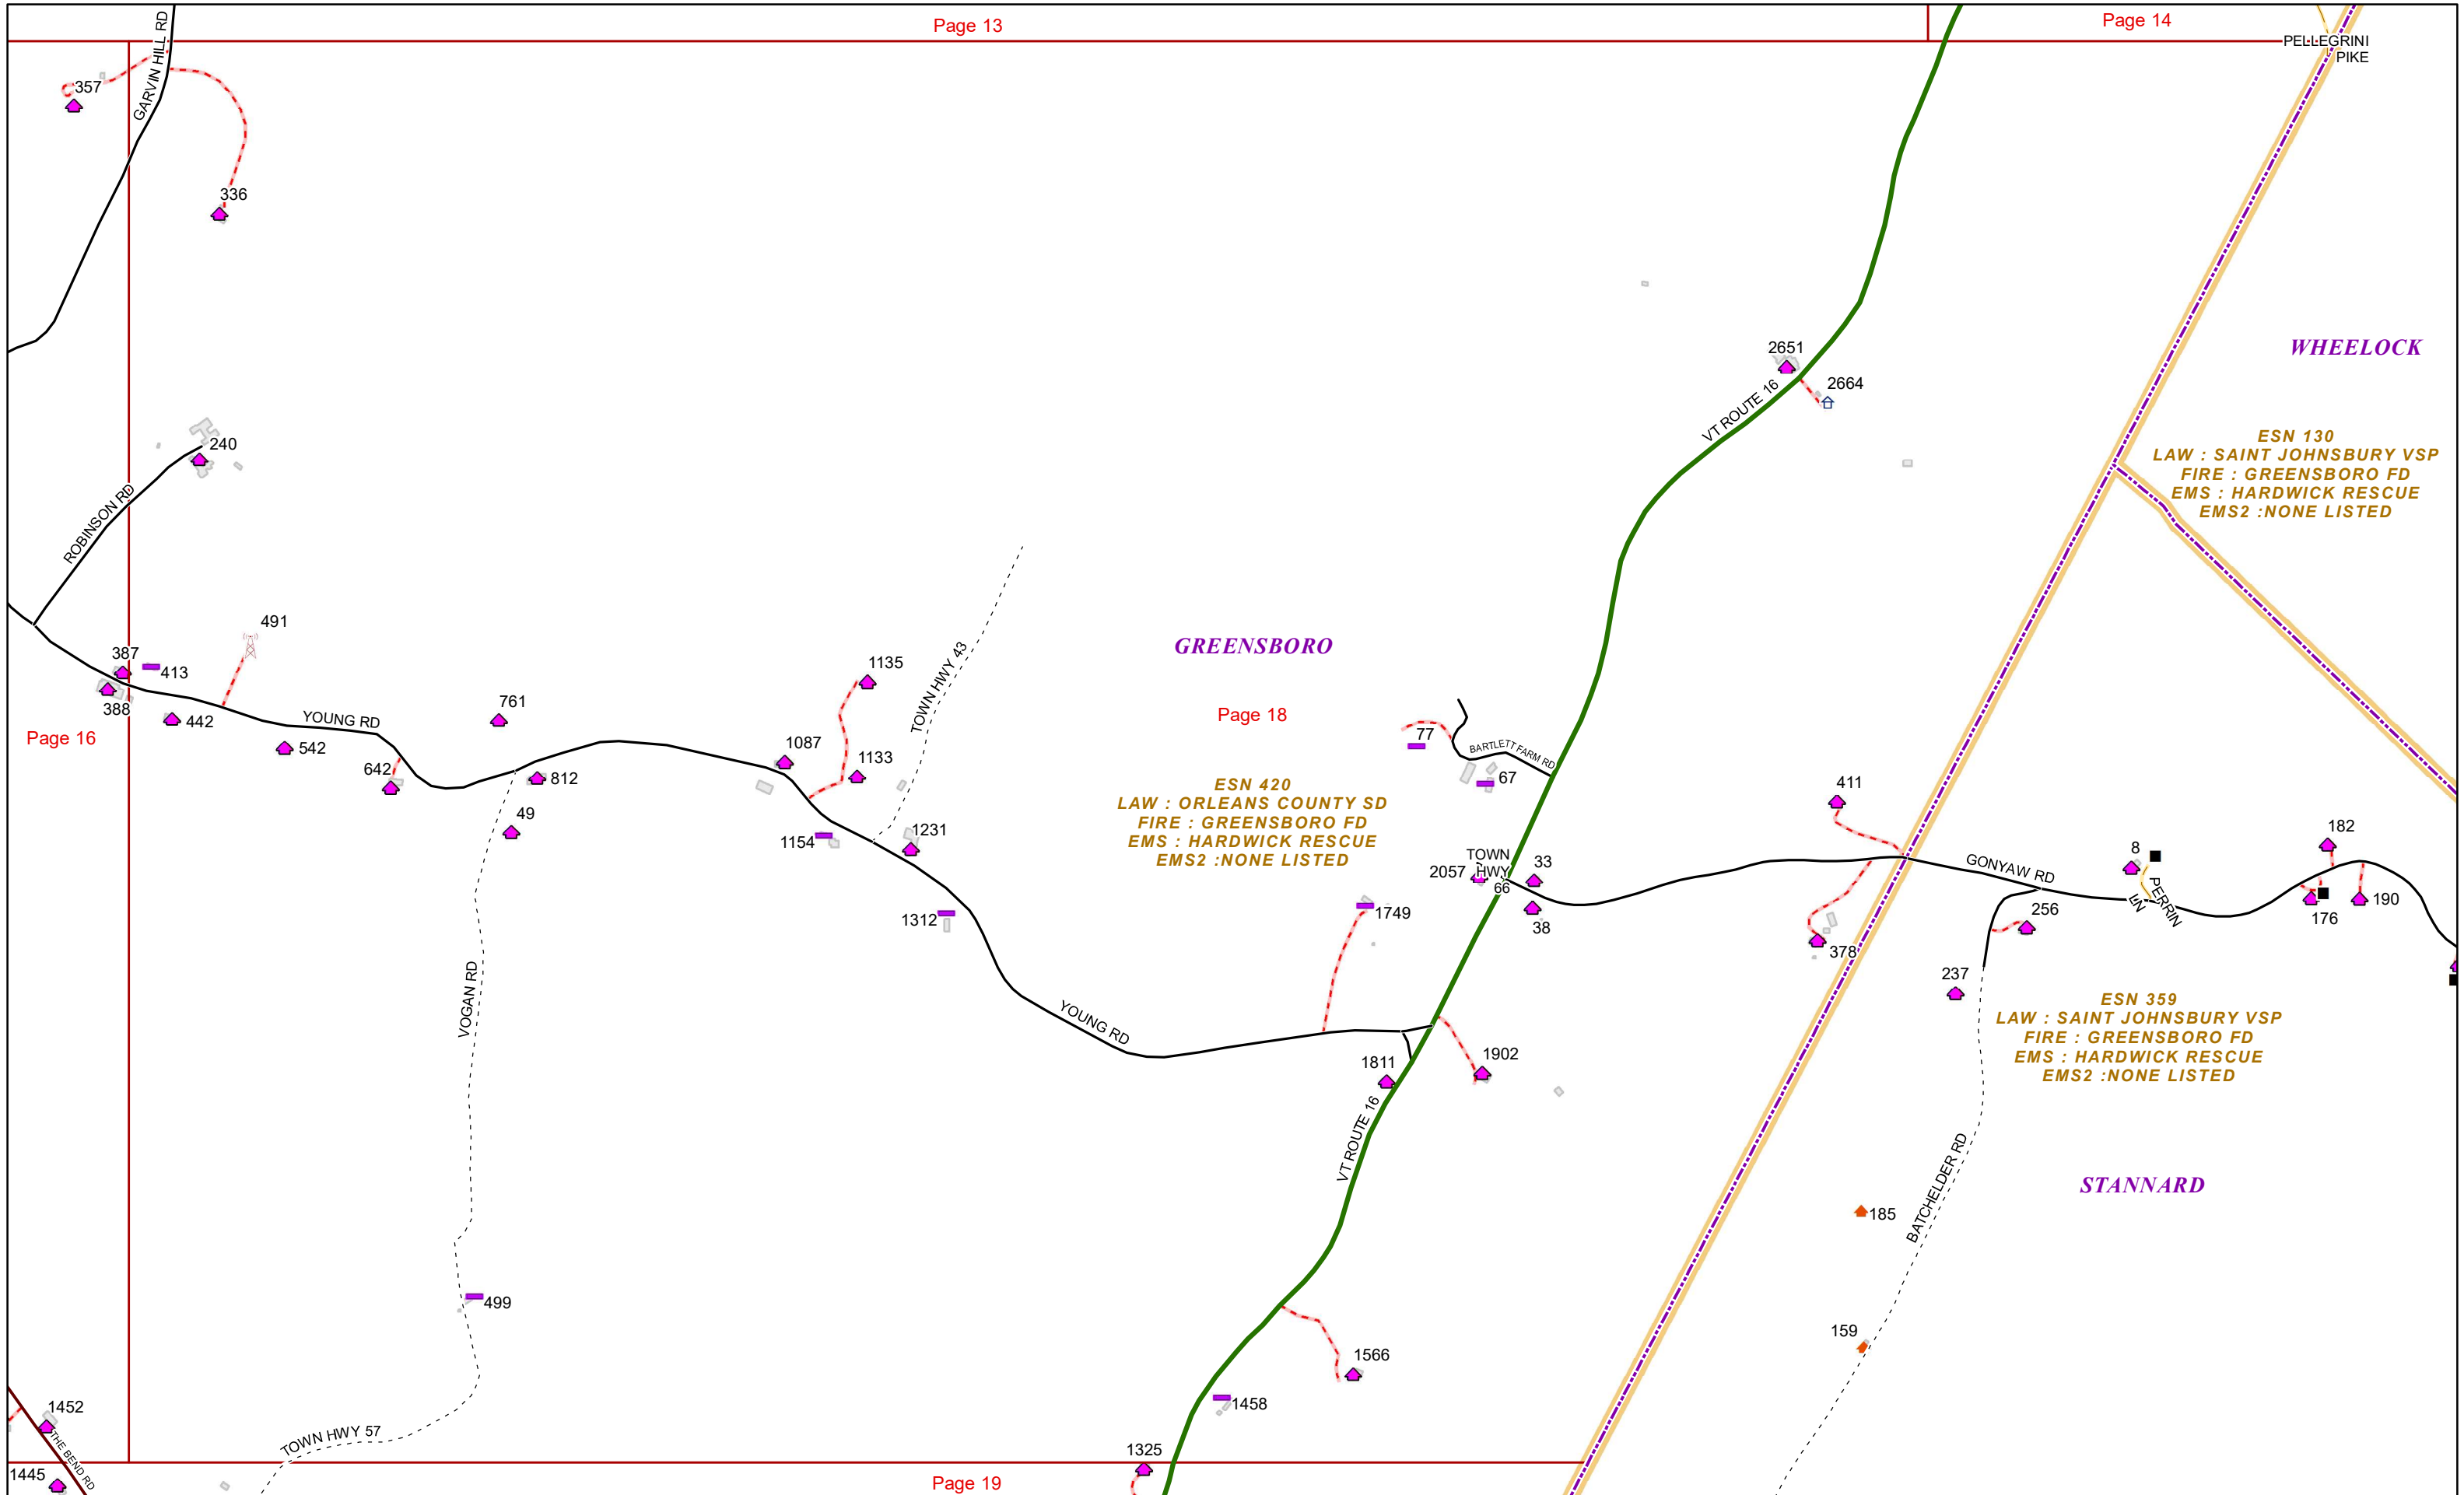 Page 13
Page 14
GARVIN HILL RD
PELLEGRINI
PIKE
357
336
WHEELOCK
2651
2664
VT ROUTE 16
240
ESN 130
LAW : SAINT JOHNSBURY VSP
FIRE : GREENSBORO FD
EMS : HARDWICK RESCUE
EMS2 :NONE LISTED
ROBINSON RD
491
GREENSBORO
387
413
388
442
1135
TOWN HWY 43
761
YOUNG RD
Page 18
Page 16
542
77
BARTLETT FARM RD
1087
1133
642
812
67
ESN 420
LAW : ORLEANS COUNTY SD
FIRE : GREENSBORO FD
EMS : HARDWICK RESCUE
EMS2 :NONE LISTED
411
49
1154
1231
182
TOWN
HWY
66
2057
33
8
GONYAW RD
PERRIN
LN
1312
1749
38
256
176
190
378
237
VOGAN RD
YOUNG RD
ESN 359
LAW : SAINT JOHNSBURY VSP
FIRE : GREENSBORO FD
EMS : HARDWICK RESCUE
EMS2 :NONE LISTED
1811
1902
VT ROUTE 16
BATCHELDER RD
STANNARD
185
499
159
1566
1458
1452
THE BEND RD
TOWN HWY 57
1325
1445
Page 19